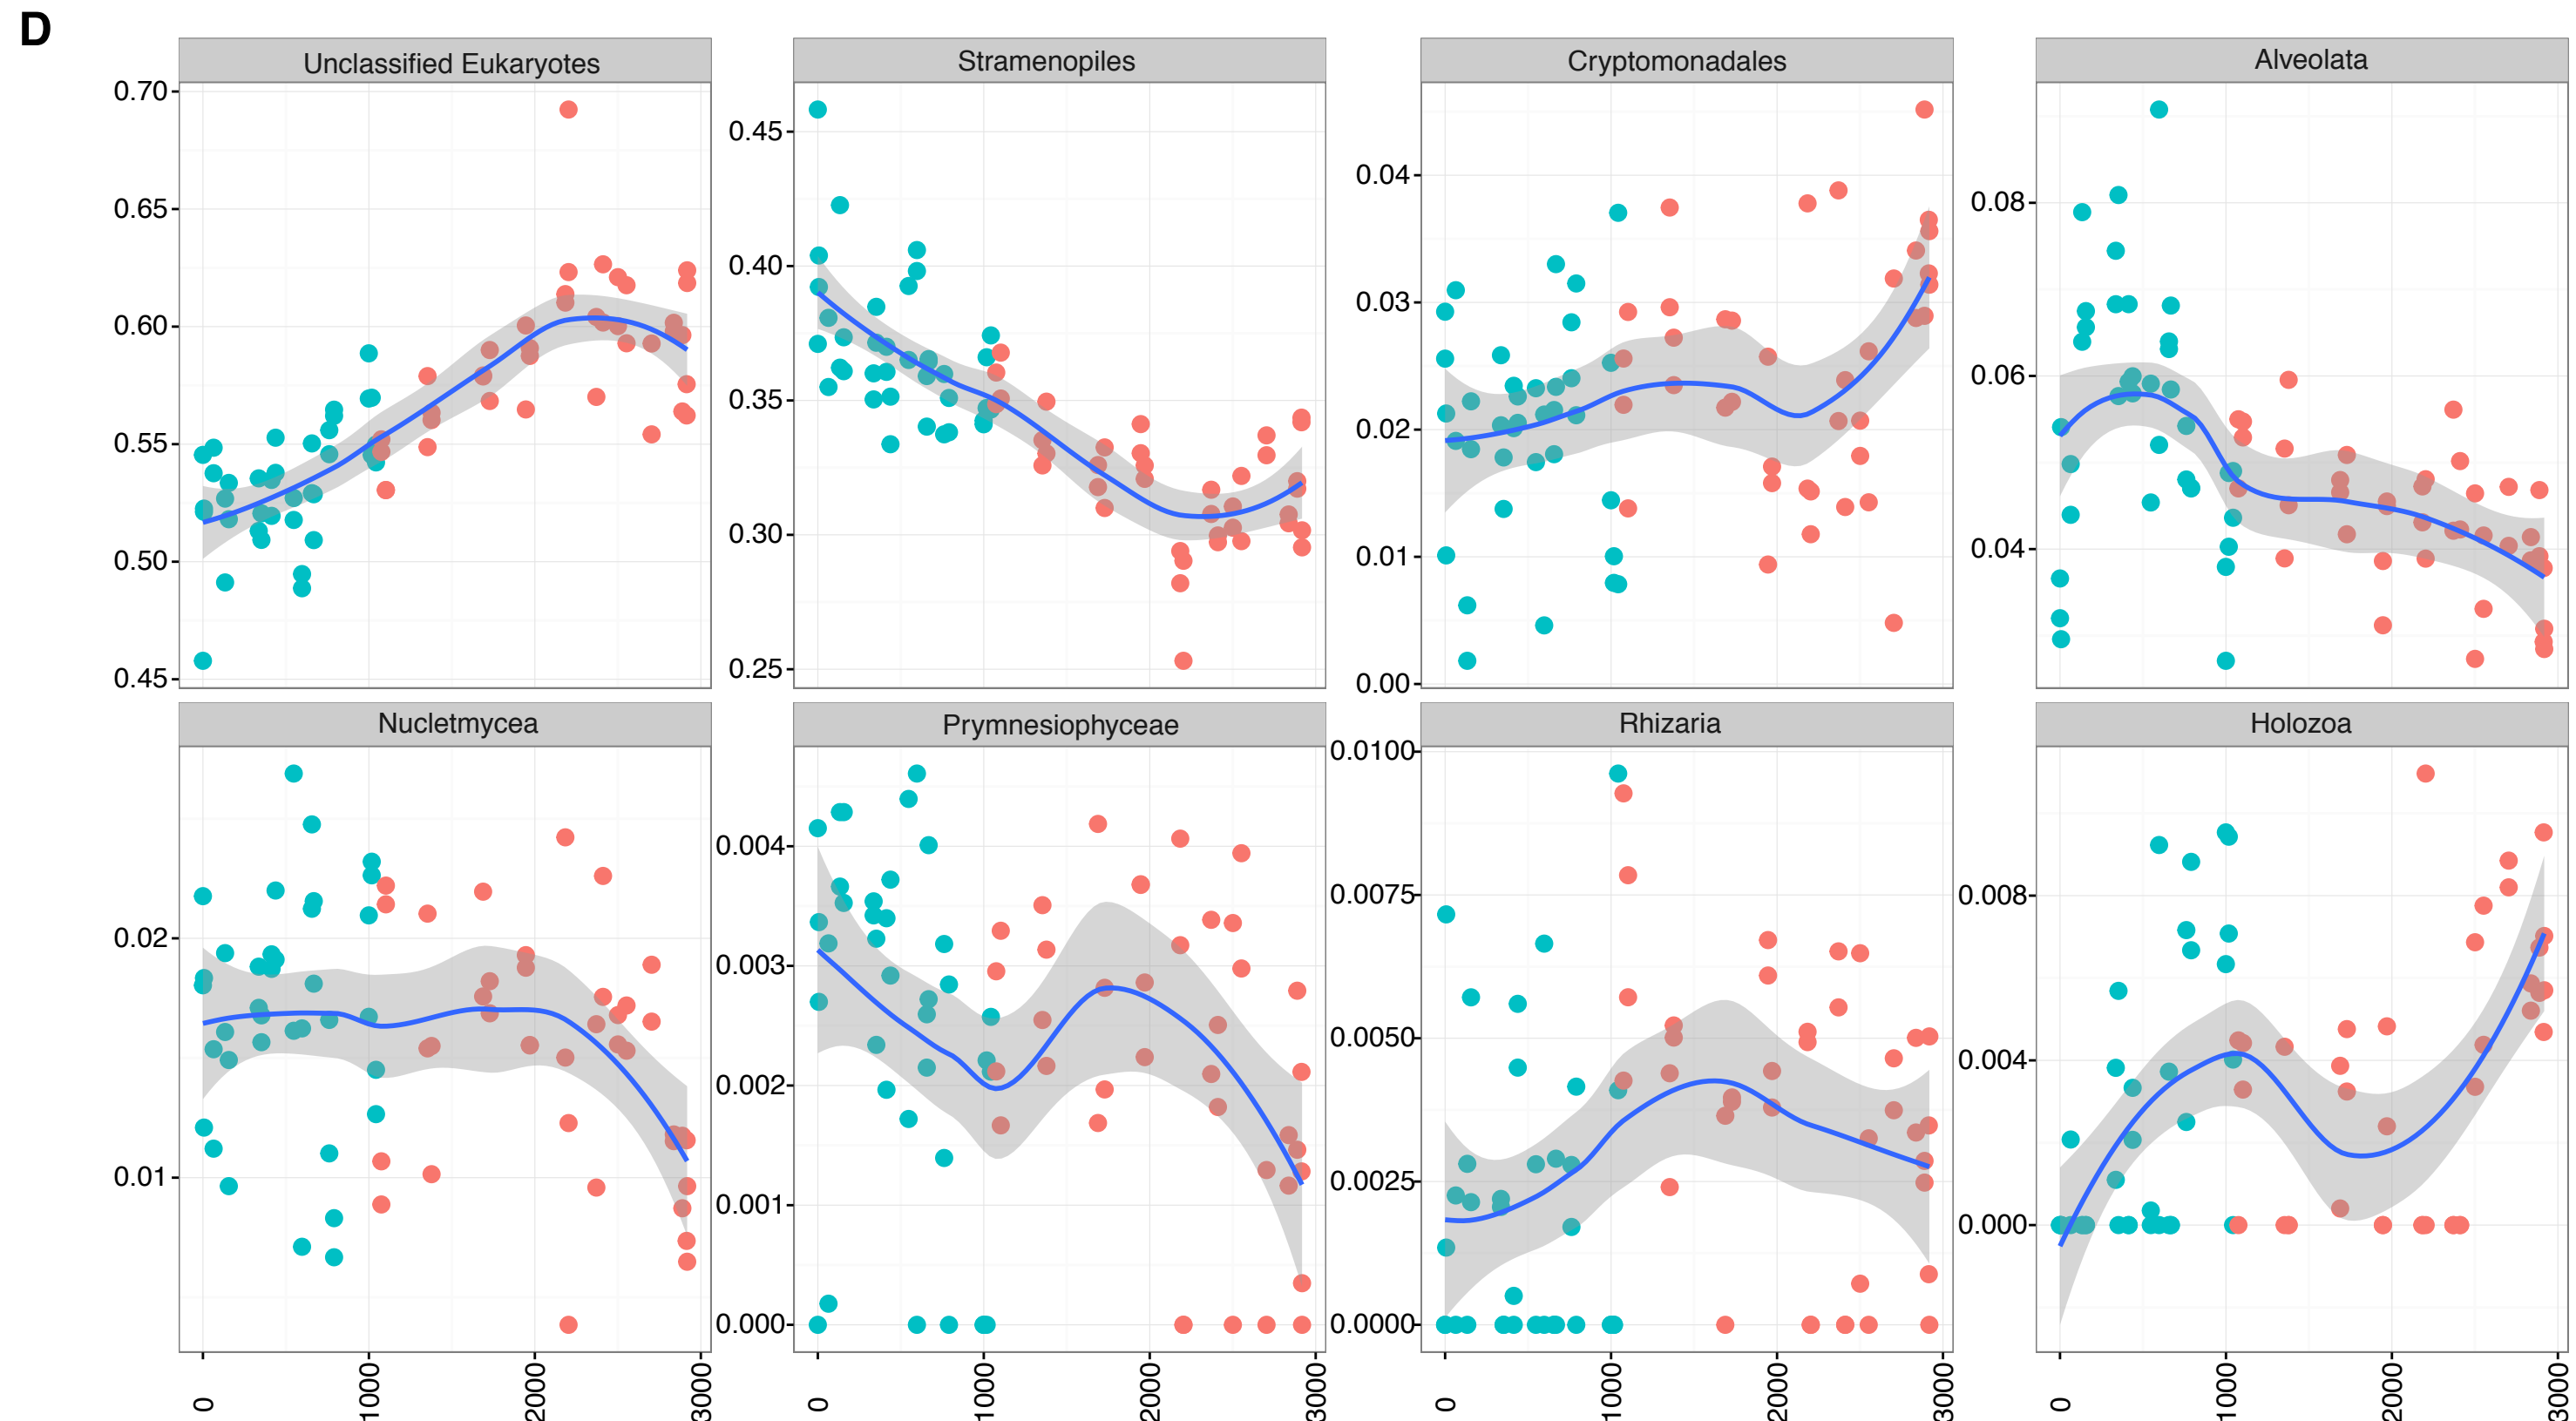 D
Unclassified Eukaryotes
Stramenopiles
Cryptomonadales
Alveolata
0.70
0.65
0.60
0.55
0.50
0.45
0.45
0.40
0.35
0.30
0.25
0.04
0.03
0.02
0.01
0.00
0.08
0.06
0.04
Nucletmycea
Prymnesiophyceae
Rhizaria
Holozoa
0.02
0.01
0.004
0.003
0.002
0.001
0.000
0.0100
0.0075
0.0050
0.0025
0.0000
0.008
0.004
0.000
0 1000 2000 3000
0 1000 2000 3000
0 1000 2000 3000
0 1000 2000 3000